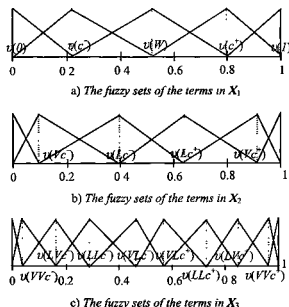 υ(0) υ(c⁻) υ(W) υ(c⁺) υ(1)
0 0.2 0.4 0.6 0.8 1
a) The fuzzy sets of the terms in X₁
υ(Vc⁻) υ(Lc⁻) υ(Lc⁺) υ(Vc⁺)
0 0.2 0.4 0.6 0.8 1
b) The fuzzy sets of the terms in X₂
υ(LVc⁻) υ(LLc⁻) υ(VLc⁻) υ(VLc⁺) υ(LVc⁺) 1
0 υ(VVc⁻) 0.2 0.4 0.6 υ(LLc⁺) 0.8 υ(VVc⁺)
c) The fuzzy sets of the terms in X₃